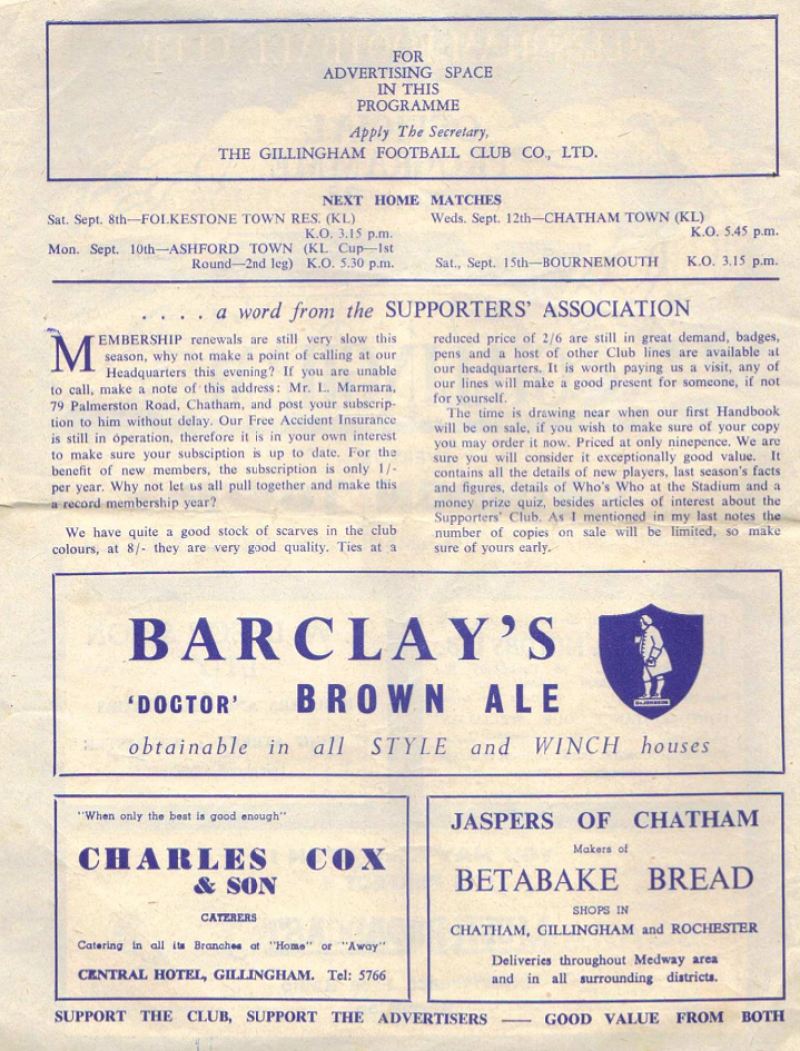 FOR
ADVERTISING SPACE
IN THIS
PROGRAMME
Apply The Secretary,
THE GILLINGHAM FOOTBALL CLUB CO., LTD.
NEXT HOME MATCHES
Sat. Sept. 8th—FOLKESTONE TOWN RES. (KL)
K.O. 3.15 p.m.
Mon. Sept. 10th—ASHFORD TOWN (KL Cup—1st
Round—2nd leg) K.O. 5.30 p.m.
Weds. Sept. 12th—CHATHAM TOWN (KL)
K.O. 5.45 p.m.
Sat., Sept. 15th—BOURNEMOUTH K.O. 3.15 p.m.
. . . . a word from the SUPPORTERS' ASSOCIATION
MEMBERSHIP renewals are still very slow this
season, why not make a point of calling at our
Headquarters this evening? If you are unable
to call, make a note of this address: Mr. L. Marmara,
79 Palmerston Road, Chatham, and post your subscrip-
tion to him without delay. Our Free Accident Insurance
is still in operation, therefore it is in your own interest
to make sure your subsciption is up to date. For the
benefit of new members, the subscription is only 1/-
per year. Why not let us all pull together and make this
a record membership year?
We have quite a good stock of scarves in the club
colours, at 8/- they are very good quality. Ties at a
reduced price of 2/6 are still in great demand, badges,
pens and a host of other Club lines are available at
our headquarters. It is worth paying us a visit, any of
our lines will make a good present for someone, if not
for yourself.
The time is drawing near when our first Handbook
will be on sale, if you wish to make sure of your copy
you may order it now. Priced at only ninepence. We are
sure you will consider it exceptionally good value. It
contains all the details of new players, last season's facts
and figures, details of Who's Who at the Stadium and a
money prize quiz, besides articles of interest about the
Supporters' Club. As I mentioned in my last notes the
number of copies on sale will be limited, so make
sure of yours early.
BARCLAY'S
'DOCTOR' BROWN ALE
obtainable in all STYLE and WINCH houses
"When only the best is good enough"
CHARLES COX
& SON
CATERERS
Catering in all its Branches at "Home" or "Away"
CENTRAL HOTEL, GILLINGHAM. Tel: 5766
JASPERS OF CHATHAM
Makers of
BETABAKE BREAD
SHOPS IN
CHATHAM, GILLINGHAM and ROCHESTER
Deliveries throughout Medway area
and in all surrounding districts.
SUPPORT THE CLUB, SUPPORT THE ADVERTISERS — GOOD VALUE FROM BOTH